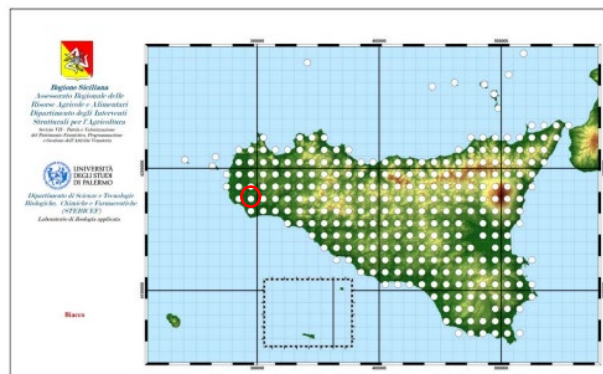 Regione Siciliana
Assessorato Regionale delle
Risorse Agricole e Alimentari
Dipartimento degli Interventi
Strutturali per l'Agricoltura
UNIVERSITÀ
DEGLI STUDI
DI PALERMO
Dipartimento di Scienze e Tecnologie
Biologiche, Chimiche e Farmaceutiche
(STEBICEF)
Laboratorio di Zoologia applicata
Biacco